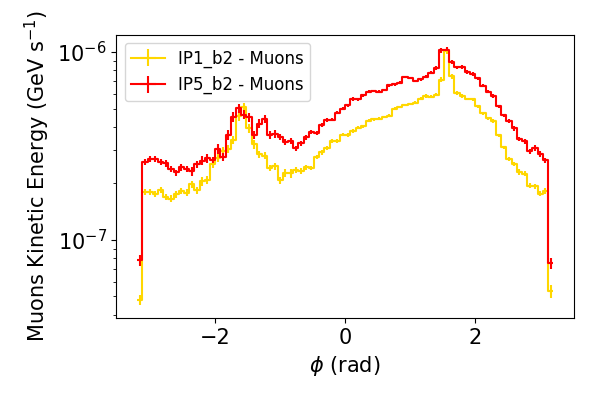 Muons Kinetic Energy (GeV s⁻¹)
10⁻⁶
10⁻⁷
IP1_b2 - Muons
IP5_b2 - Muons
−2
0
2
ϕ (rad)